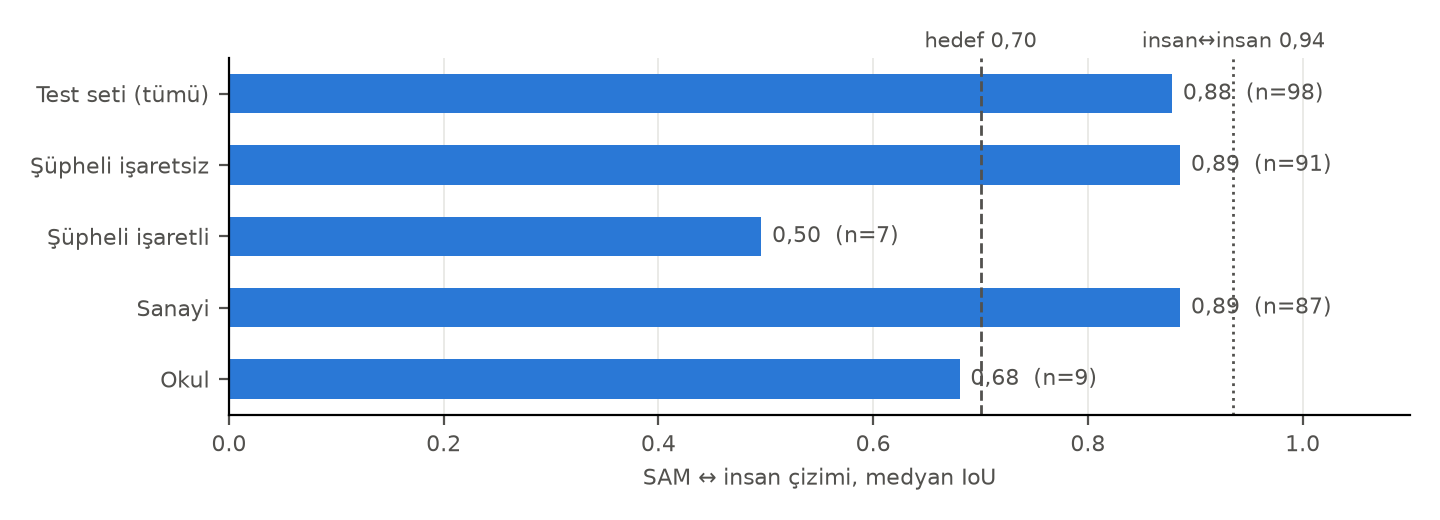 hedef 0,70 insan↔insan 0,94
Test seti (tümü) 0,88 (n=98)
Şüpheli işaretsiz 0,89 (n=91)
Şüpheli işaretli 0,50 (n=7)
Sanayi 0,89 (n=87)
Okul 0,68 (n=9)
0.0 0.2 0.4 0.6 0.8 1.0
SAM ↔ insan çizimi, medyan IoU